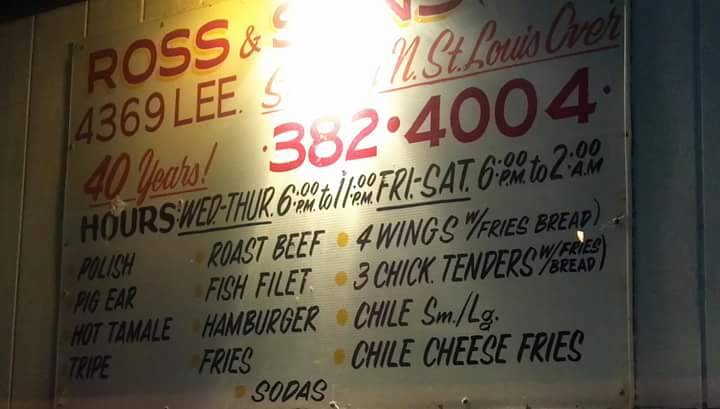 ROSS & SONS
4369 LEE. N. St. Louis Over
40 Years! • 382 • 4004 •
HOURS: WED-THUR. 6:00 P.M. to 11:00 P.M. FRI.-SAT. 6:00 P.M. to 2:00 A.M
POLISH
PIG EAR
HOT TAMALE
TRIPE
• ROAST BEEF
• FISH FILET
• HAMBURGER
• FRIES
• SODAS
• 4 WINGS W/FRIES BREAD)
• 3 CHICK. TENDERS W/FRIES BREAD)
• CHILE Sm./Lg.
• CHILE CHEESE FRIES